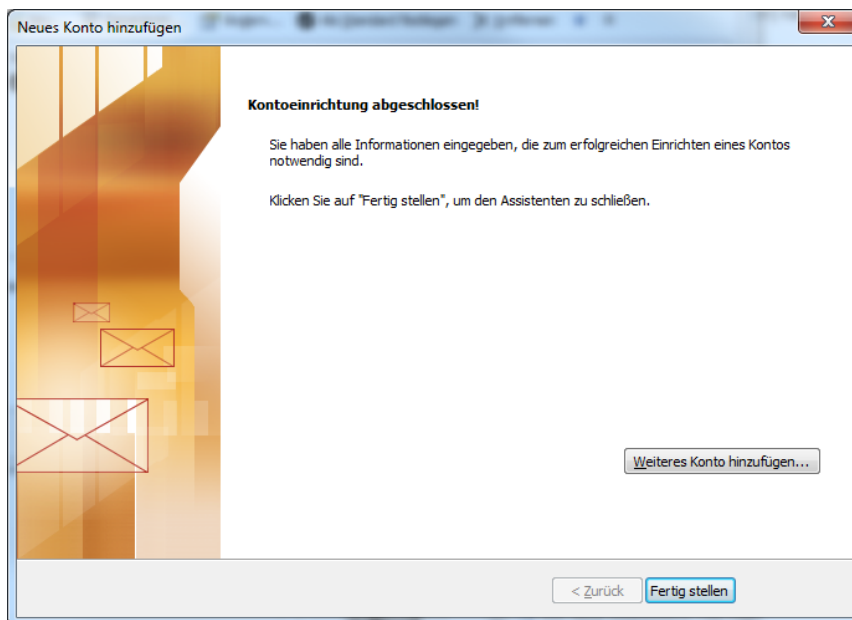 Neues Konto hinzufügen
Kontoeinrichtung abgeschlossen!
Sie haben alle Informationen eingegeben, die zum erfolgreichen Einrichten eines Kontos
notwendig sind.
Klicken Sie auf "Fertig stellen", um den Assistenten zu schließen.
Weiteres Konto hinzufügen...
< Zurück
Fertig stellen